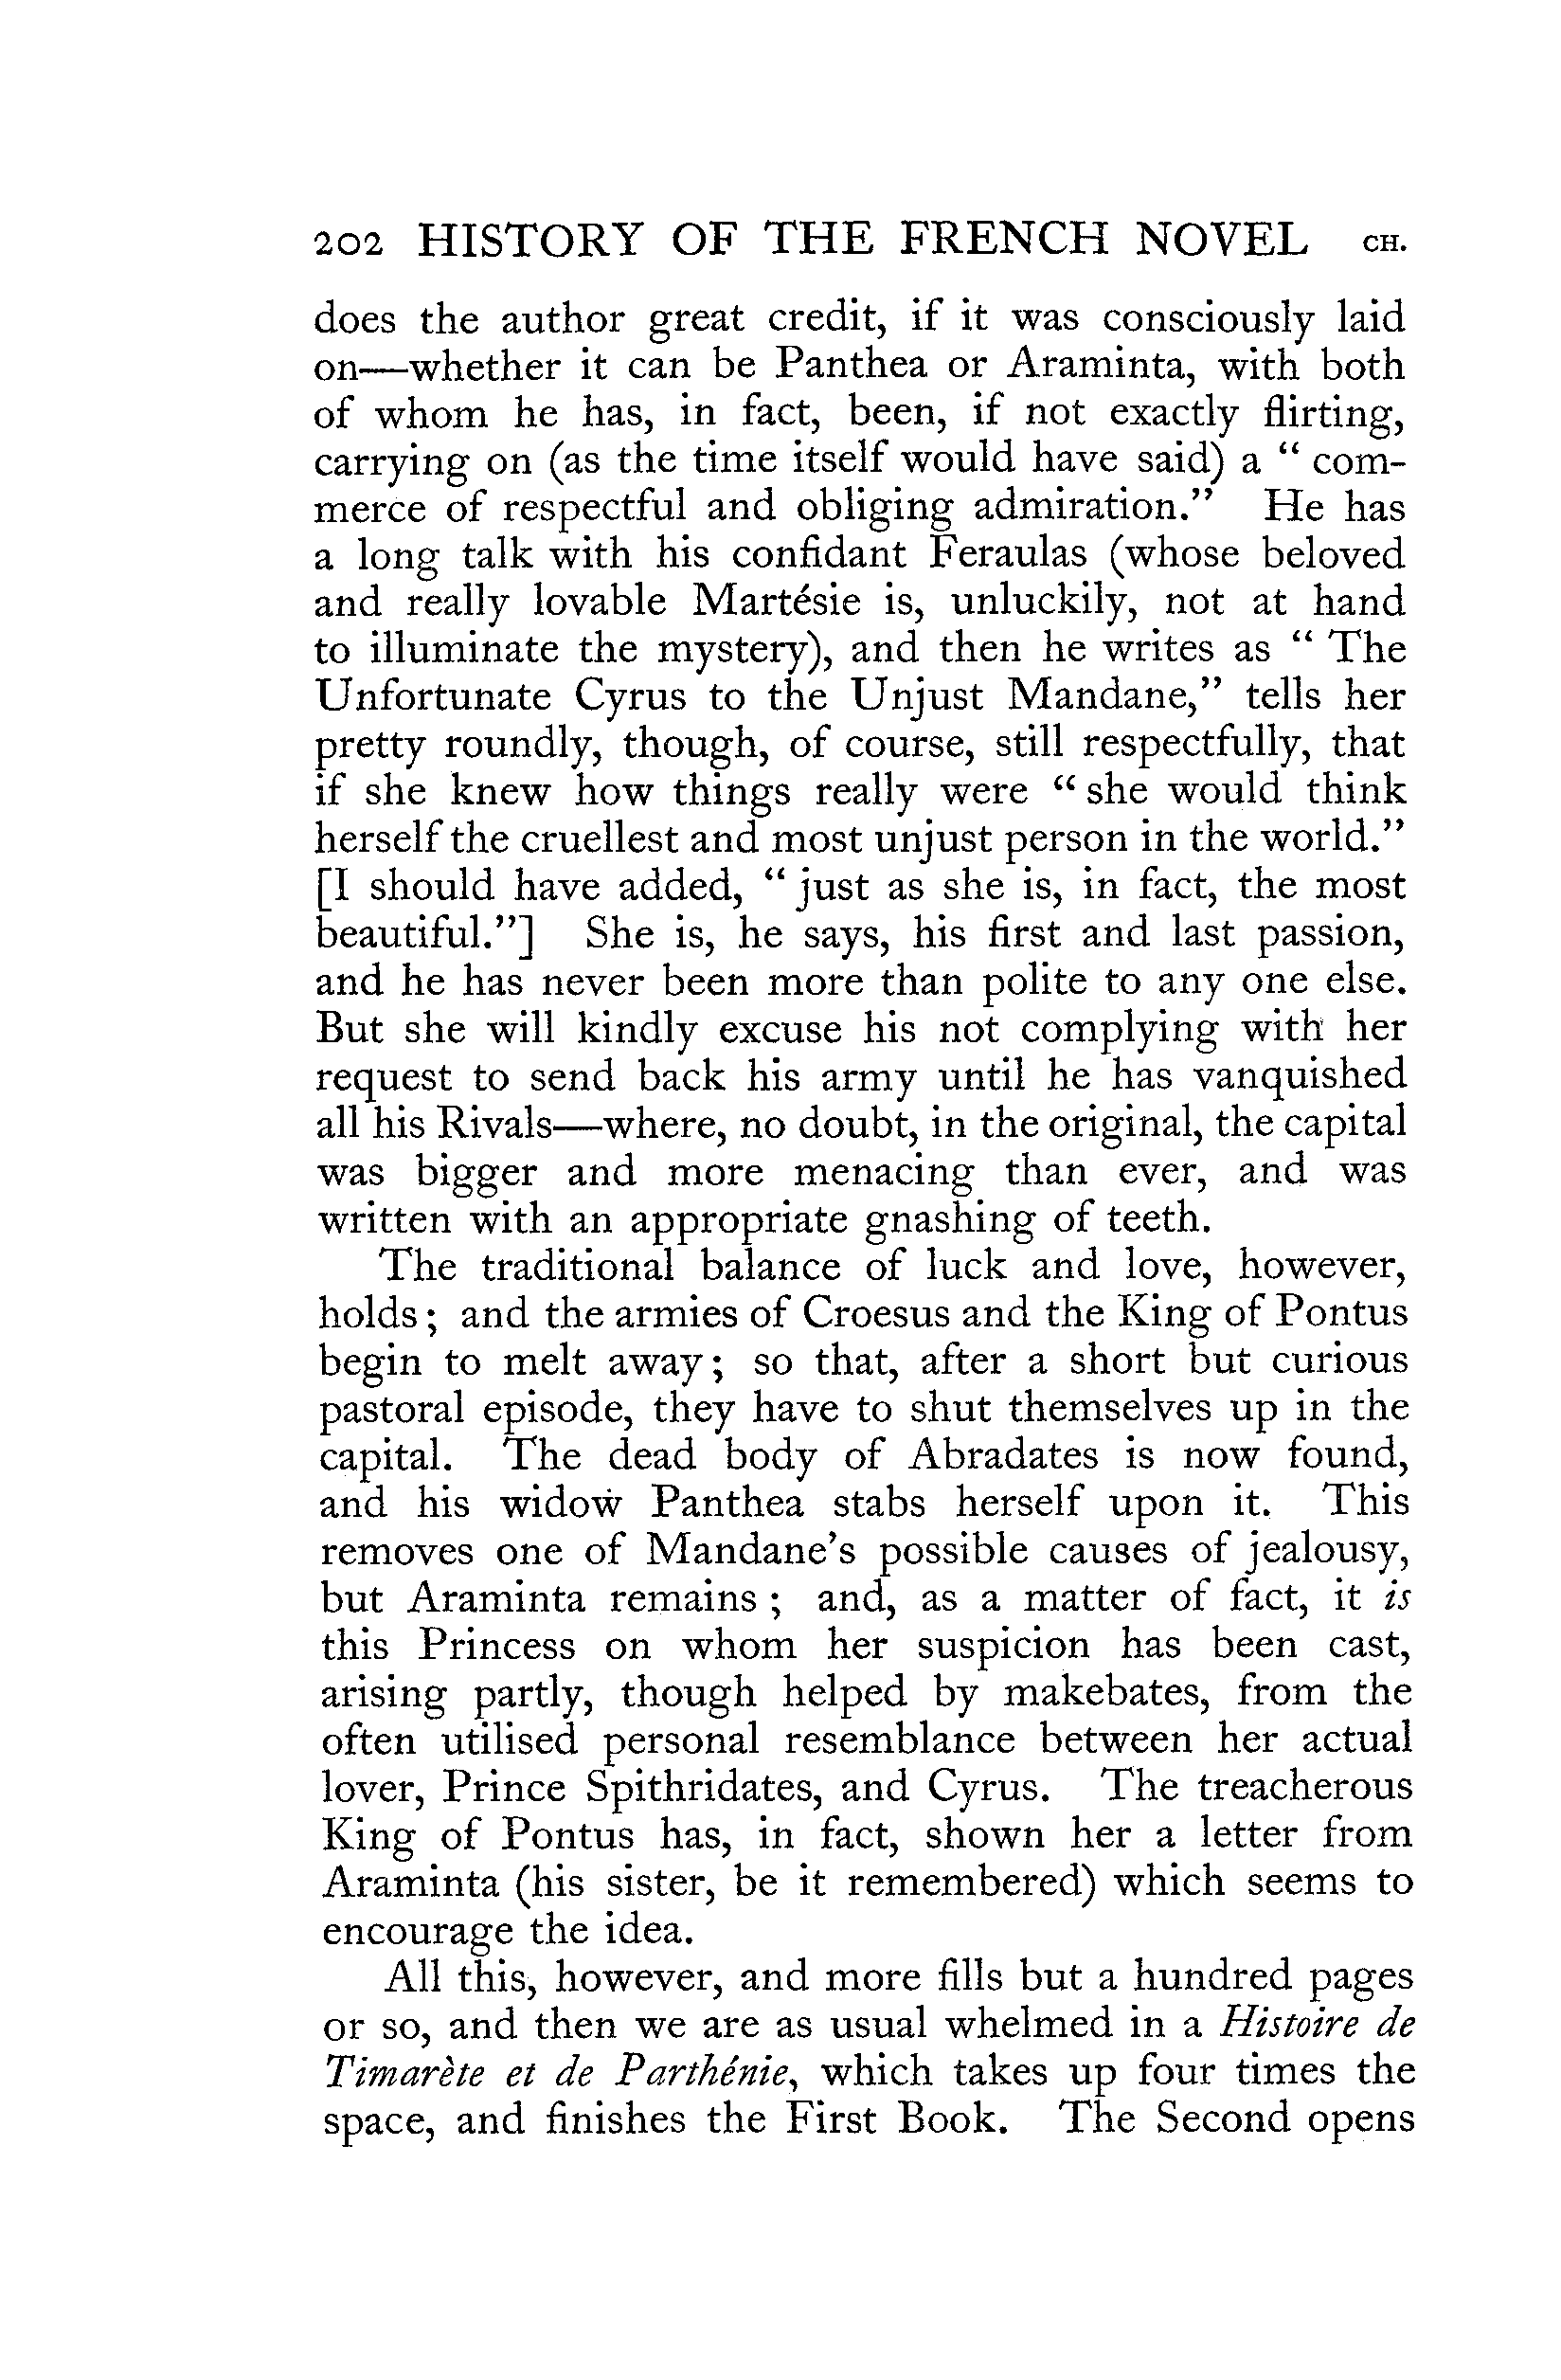 202 HISTORY OF THE FRENCH NOVEL CH.
does the author great credit, if it was consciously laid
on—whether it can be Panthea or Araminta, with both
of whom he has, in fact, been, if not exactly flirting,
carrying on (as the time itself would have said) a “ com-
merce of respectful and obliging admiration.” He has
a long talk with his confidant Feraulas (whose beloved
and really lovable Martésie is, unluckily, not at hand
to illuminate the mystery), and then he writes as “ The
Unfortunate Cyrus to the Unjust Mandane,” tells her
pretty roundly, though, of course, still respectfully, that
if she knew how things really were “ she would think
herself the cruellest and most unjust person in the world.”
[I should have added, “ just as she is, in fact, the most
beautiful.”] She is, he says, his first and last passion,
and he has never been more than polite to any one else.
But she will kindly excuse his not complying with her
request to send back his army until he has vanquished
all his Rivals—where, no doubt, in the original, the capital
was bigger and more menacing than ever, and was
written with an appropriate gnashing of teeth.
The traditional balance of luck and love, however,
holds ; and the armies of Croesus and the King of Pontus
begin to melt away ; so that, after a short but curious
pastoral episode, they have to shut themselves up in the
capital. The dead body of Abradates is now found,
and his widow Panthea stabs herself upon it. This
removes one of Mandane’s possible causes of jealousy,
but Araminta remains ; and, as a matter of fact, it is
this Princess on whom her suspicion has been cast,
arising partly, though helped by makebates, from the
often utilised personal resemblance between her actual
lover, Prince Spithridates, and Cyrus. The treacherous
King of Pontus has, in fact, shown her a letter from
Araminta (his sister, be it remembered) which seems to
encourage the idea.
All this, however, and more fills but a hundred pages
or so, and then we are as usual whelmed in a Histoire de
Timarète et de Parthénie, which takes up four times the
space, and finishes the First Book. The Second opens